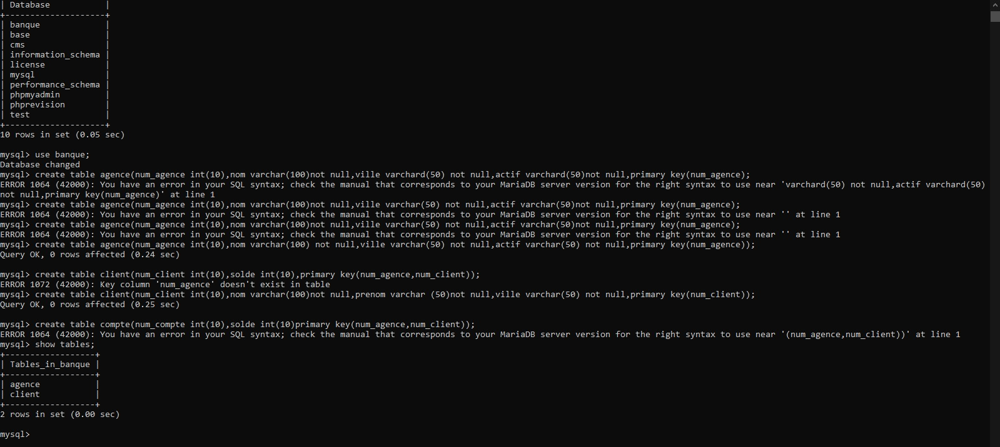 | Database           |
+--------------------+
| banque             |
| base               |
| cms                |
| information_schema |
| license            |
| mysql              |
| performance_schema |
| phpmyadmin         |
| phprevision        |
| test               |
+--------------------+
10 rows in set (0.05 sec)

mysql> use banque;
Database changed
mysql> create table agence(num_agence int(10),nom varchar(100)not null,ville varchard(50) not null,actif varchard(50)not null,primary key(num_agence);
ERROR 1064 (42000): You have an error in your SQL syntax; check the manual that corresponds to your MariaDB server version for the right syntax to use near 'varchard(50) not null,actif varchard(50)
not null,primary key(num_agence)' at line 1
mysql> create table agence(num_agence int(10),nom varchar(100)not null,ville varchar(50) not null,actif varchar(50)not null,primary key(num_agence);
ERROR 1064 (42000): You have an error in your SQL syntax; check the manual that corresponds to your MariaDB server version for the right syntax to use near '' at line 1
mysql> create table agence(num_agence int(10),nom varchar(100)not null,ville varchar(50) not null,actif varchar(50)not null,primary key(num_agence);
ERROR 1064 (42000): You have an error in your SQL syntax; check the manual that corresponds to your MariaDB server version for the right syntax to use near '' at line 1
mysql> create table agence(num_agence int(10),nom varchar(100) not null,ville varchar(50) not null,actif varchar(50) not null,primary key(num_agence));
Query OK, 0 rows affected (0.24 sec)

mysql> create table client(num_client int(10),solde int(10),primary key(num_agence,num_client));
ERROR 1072 (42000): Key column 'num_agence' doesn't exist in table
mysql> create table client(num_client int(10),nom varchar(100)not null,prenom varchar (50)not null,ville varchar(50) not null,primary key(num_client));
Query OK, 0 rows affected (0.25 sec)

mysql> create table compte(num_compte int(10),solde int(10)primary key(num_agence,num_client));
ERROR 1064 (42000): You have an error in your SQL syntax; check the manual that corresponds to your MariaDB server version for the right syntax to use near '(num_agence,num_client))' at line 1
mysql> show tables;
+------------------+
| Tables_in_banque |
+------------------+
| agence           |
| client           |
+------------------+
2 rows in set (0.00 sec)

mysql>